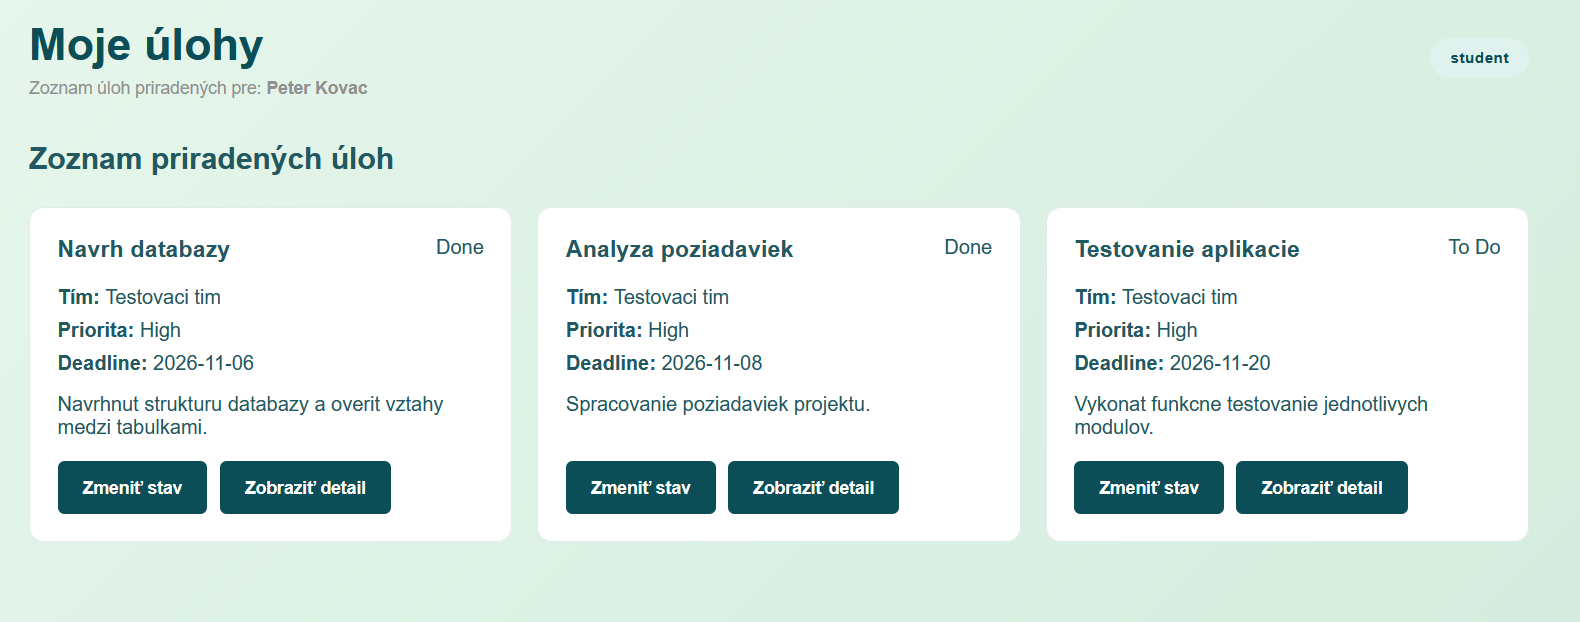 Moje úlohy
Zoznam úloh priradených pre: Peter Kovac
student
Zoznam priradených úloh
Navrh databazy
Done
Tím: Testovaci tim
Priorita: High
Deadline: 2026-11-06
Navrhnut strukturu databazy a overit vztahy
medzi tabulkami.
Zmeniť stav
Zobraziť detail
Analyza poziadaviek
Done
Tím: Testovaci tim
Priorita: High
Deadline: 2026-11-08
Spracovanie poziadaviek projektu.
Zmeniť stav
Zobraziť detail
Testovanie aplikacie
To Do
Tím: Testovaci tim
Priorita: High
Deadline: 2026-11-20
Vykonat funkcne testovanie jednotlivych
modulov.
Zmeniť stav
Zobraziť detail